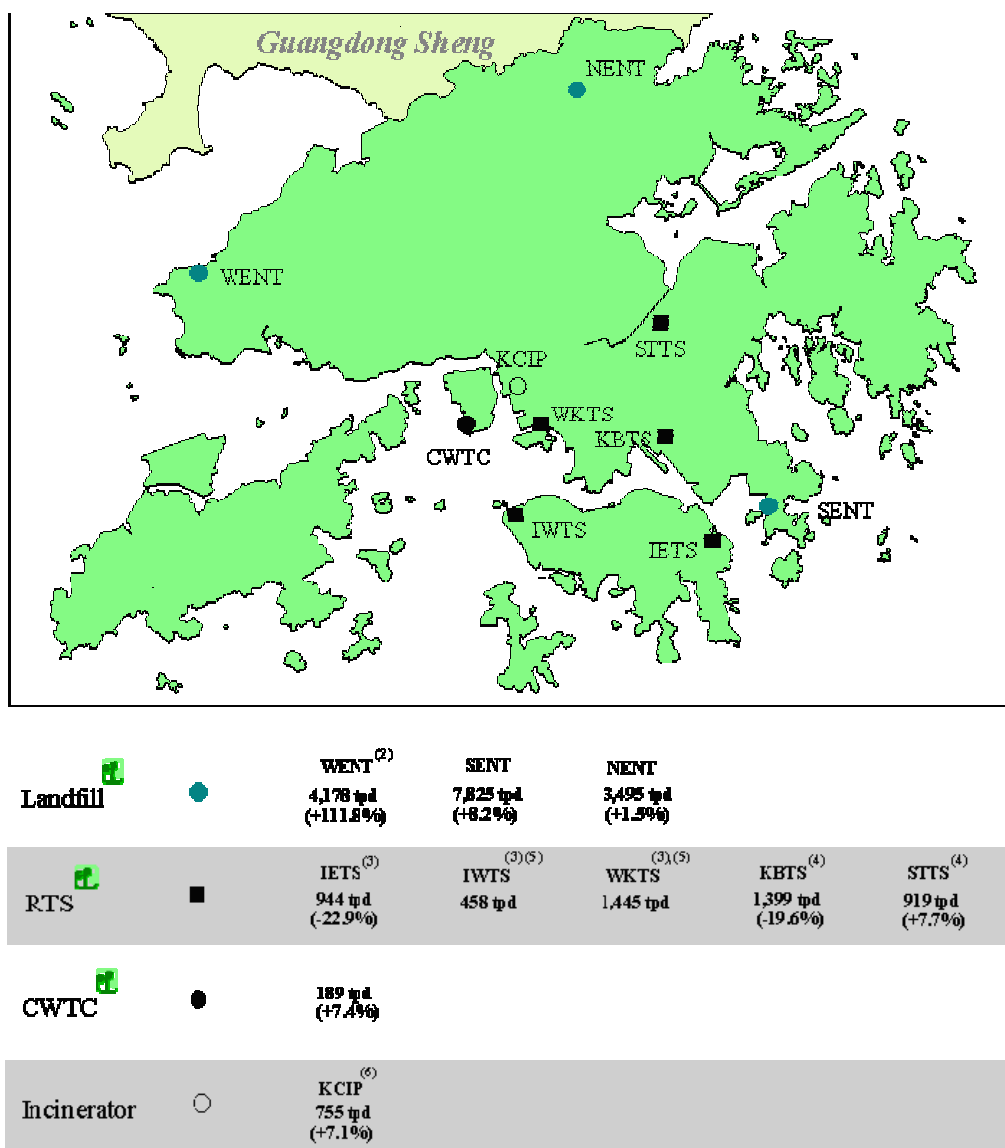 Guangdong Sheng
NENT
WENT
STTS
KCIP
WKTS
KBTS
CWTC
SENT
IWTS
IETS
Landfill
WENT(2) SENT NENT
4,178 tpd 7,825 tpd 3,495 tpd
(+111.8%) (+8.2%) (+1.5%)
RTS
IETS(3) IWTS(3)(5) WKTS(3),(5) KBTS(4) STTS(4)
944 tpd 458 tpd 1,445 tpd 1,399 tpd 919 tpd
(-22.9%) (-19.6%) (+7.7%)
CWTC
189 tpd
(+7.4%)
Incinerator
KCIP(6)
755 tpd
(+7.1%)